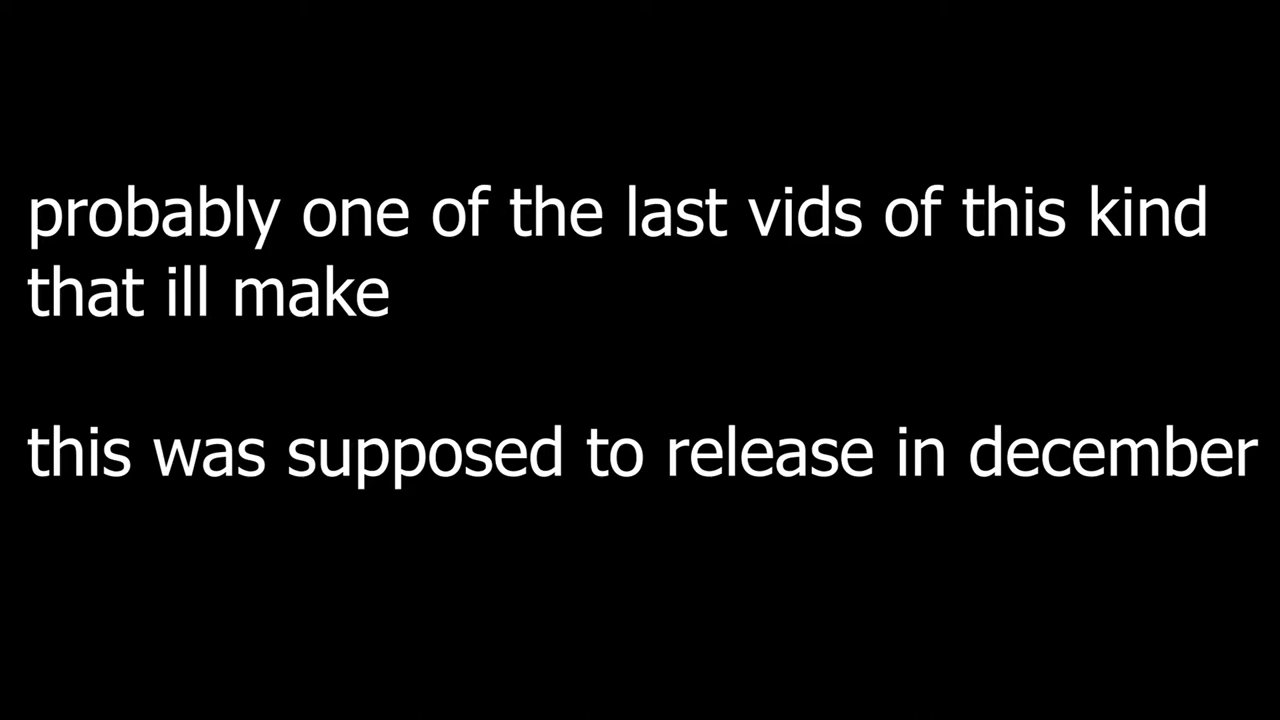 probably one of the last vids of this kind
that ill make
this was supposed to release in december